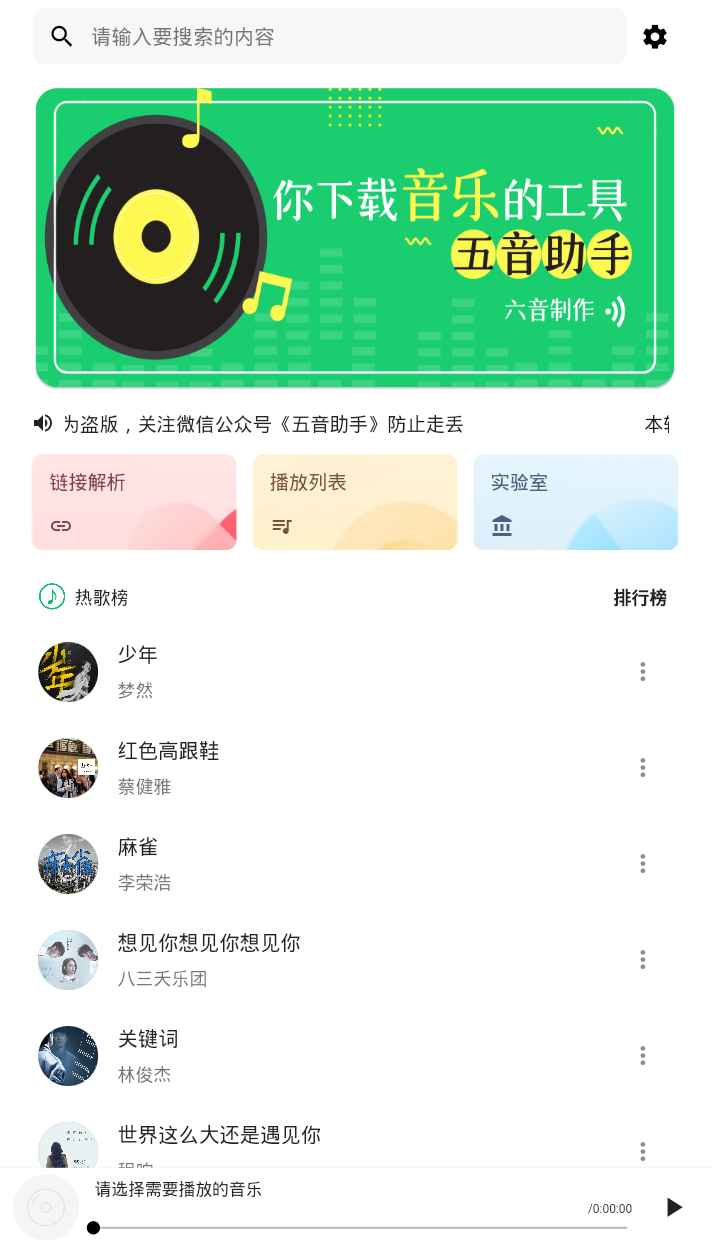 请输入要搜索的内容
你下载音乐的工具
五音助手
六音制作
为盗版，关注微信公众号《五音助手》防止走丢 本软
链接解析 播放列表 实验室
热歌榜 排行榜
少年
梦然
红色高跟鞋
蔡健雅
麻雀
李荣浩
想见你想见你想见你
八三夭乐团
关键词
林俊杰
世界这么大还是遇见你
程响
请选择需要播放的音乐
/0:00:00